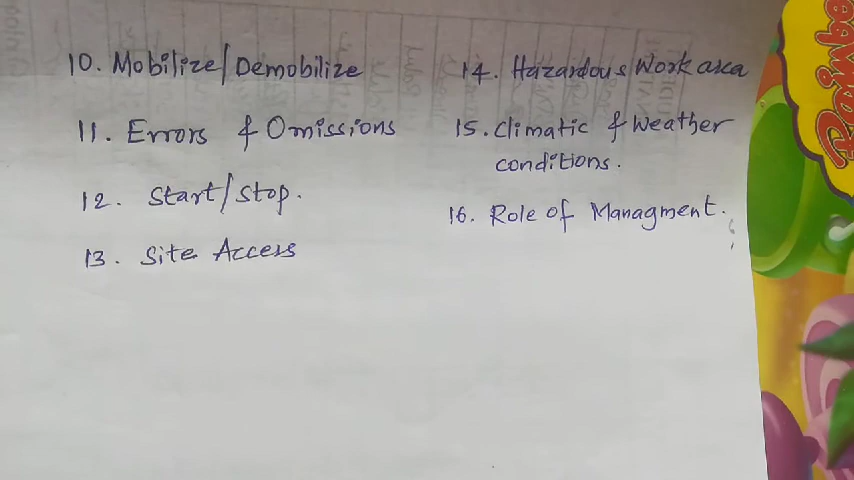 10. Mobilize/Demobilize
11. Errors & Omissions
12. Start/Stop.
13. Site Access
14. Hazardous Work area
15. Climatic & Weather
conditions.
16. Role of Managment.